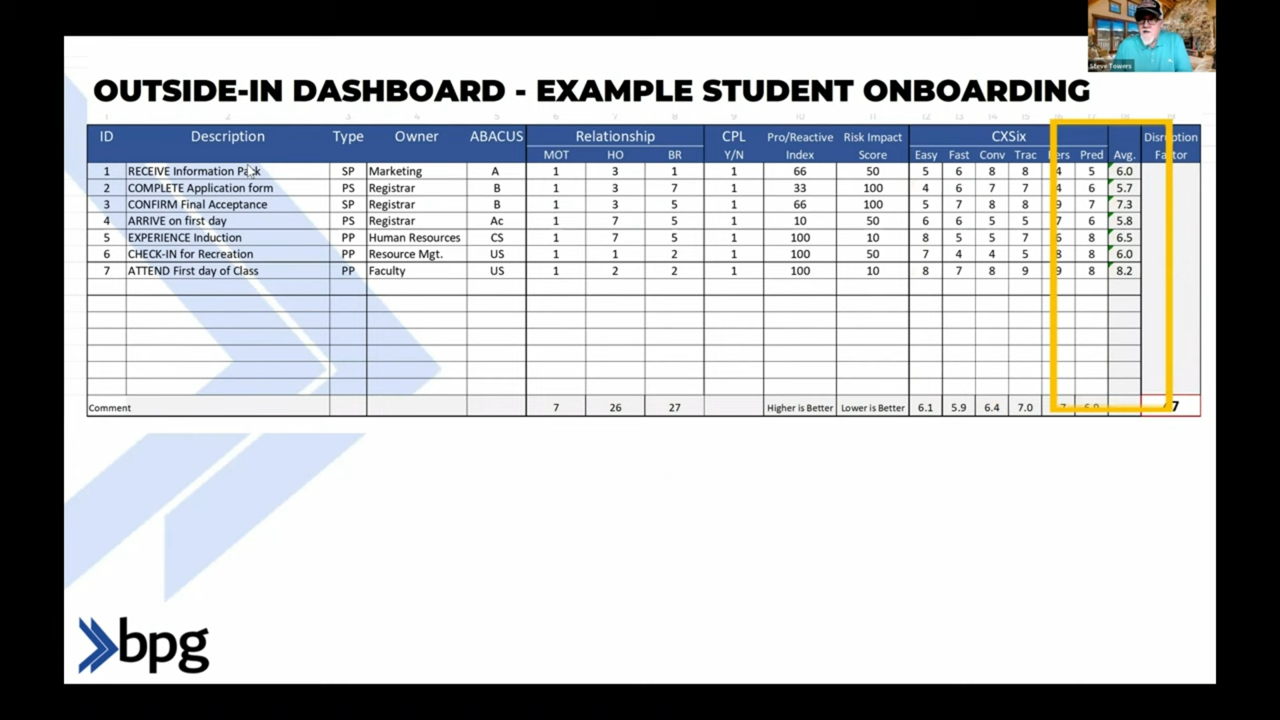 Steve Towers
OUTSIDE-IN DASHBOARD - EXAMPLE STUDENT ONBOARDING
ID Description Type Owner ABACUS Relationship CPL Pro/Reactive Risk Impact CXSix Disruption
MOT HO BR Y/N Index Score Easy Fast Conv Trac Pers Pred Avg. Factor
1 RECEIVE Information Pack SP Marketing A 1 3 1 1 66 50 5 6 8 8 4 5 6.0
2 COMPLETE Application form PS Registrar B 1 3 7 1 33 100 4 6 7 7 4 6 5.7
3 CONFIRM Final Acceptance SP Registrar B 1 3 5 1 66 100 5 7 8 8 9 7 7.3
4 ARRIVE on first day PS Registrar Ac 1 7 5 1 10 50 6 6 5 5 7 6 5.8
5 EXPERIENCE Induction PP Human Resources CS 1 7 5 1 100 10 8 5 5 7 6 8 6.5
6 CHECK-IN for Recreation PP Resource Mgt. US 1 1 2 1 100 50 7 4 4 5 8 8 6.0
7 ATTEND First day of Class PP Faculty US 1 2 2 1 100 10 8 7 8 9 9 8 8.2
Comment 7 26 27 Higher is Better Lower is Better 6.1 5.9 6.4 7.0
bpg